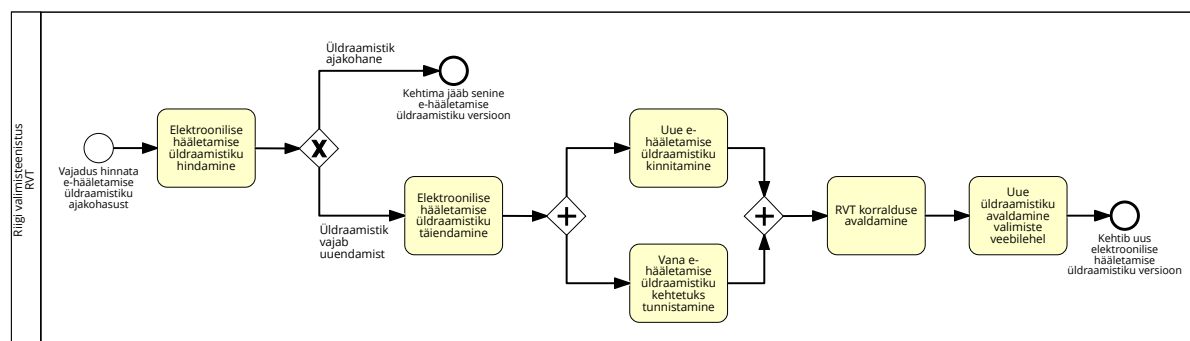 Riigi valimisteenistus
RVT
Vajadus hinnata
e-hääletamise
üldraamistiku
ajakohasust
Elektroonilise
hääletamise
üldraamistiku
hindamine
Üldraamistik
ajakohane
Kehtima jääb senine
e-hääletamise
üldraamistiku versioon
Üldraamistik
vajab
uuendamist
Elektroonilise
hääletamise
üldraamistiku
täiendamine
Uue e-
hääletamise
üldraamistiku
kinnitamine
Vana e-
hääletamise
üldraamistiku
kehtetuks
tunnistamine
RVT korralduse
avaldamine
Uue
üldraamistiku
avaldamine
valimiste
veebilehel
Kehtib uus
elektroonilise
hääletamise
üldraamistiku versioon